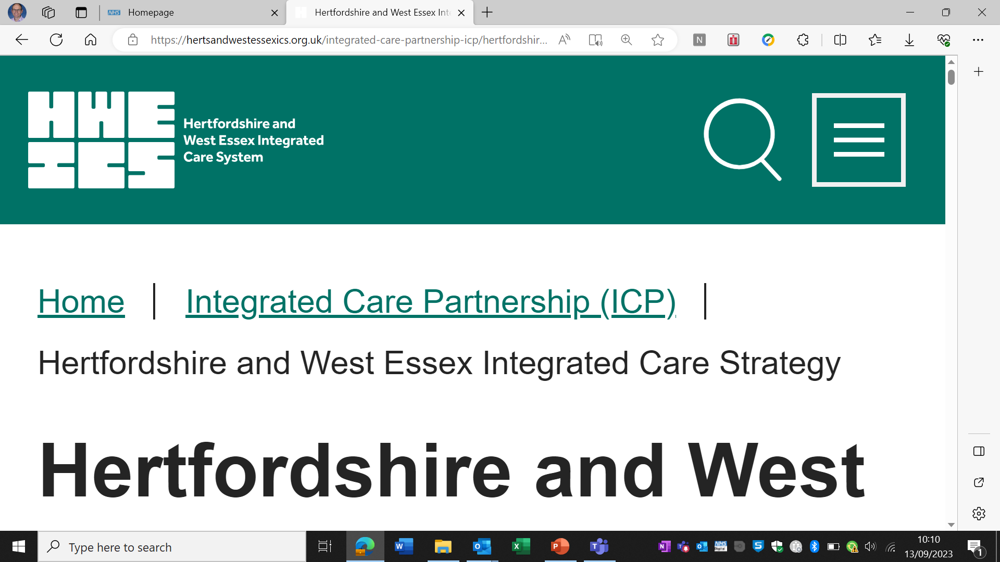 Homepage
Hertfordshire and West Essex Inte
https://hertsandwestessexics.org.uk/integrated-care-partnership-icp/hertfordshir...
HWE
ICS
Hertfordshire and
West Essex Integrated
Care System
Home
Integrated Care Partnership (ICP)
Hertfordshire and West Essex Integrated Care Strategy
Hertfordshire and West
Type here to search
10:10
13/09/2023
1